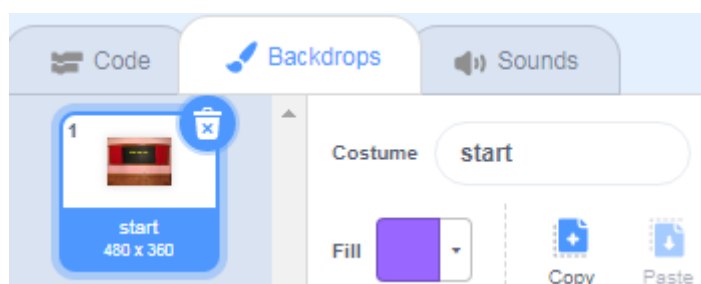 Code Backdrops Sounds
1
start
480 x 360
Costume start
Fill
Copy Paste